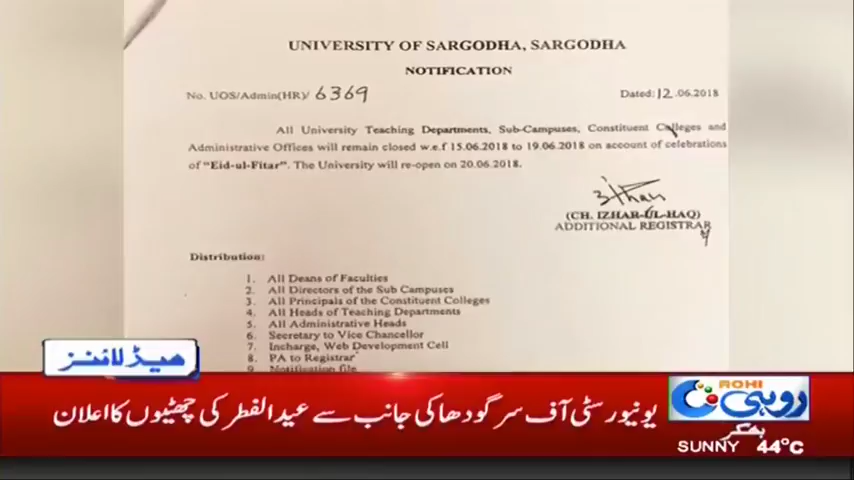 UNIVERSITY OF SARGODHA, SARGODHA
NOTIFICATION
No. UOS/Admin(HR)/ 6369
Dated: 12.06.2018
All University Teaching Departments, Sub-Campuses, Constituent Colleges and
Administrative Offices will remain closed w.e.f 15.06.2018 to 19.06.2018 on account of celebrations
of "Eid-ul-Fitar". The University will re-open on 20.06.2018.
(CH. IZHAR-UL-HAQ)
ADDITIONAL REGISTRAR
Distribution:
1. All Deans of Faculties
2. All Directors of the Sub Campuses
3. All Principals of the Constituent Colleges
4. All Heads of Teaching Departments
5. All Administrative Heads
6. Secretary to Vice Chancellor
7. Incharge, Web Development Cell
8. PA to Registrar
9. Notification file
ہیڈلائنز
یونیورسٹی آف سرگودھا کی جانب سے عیدالفطر کی چھٹیوں کا اعلان
ROHI
روہی
بھکر
SUNNY 44°C